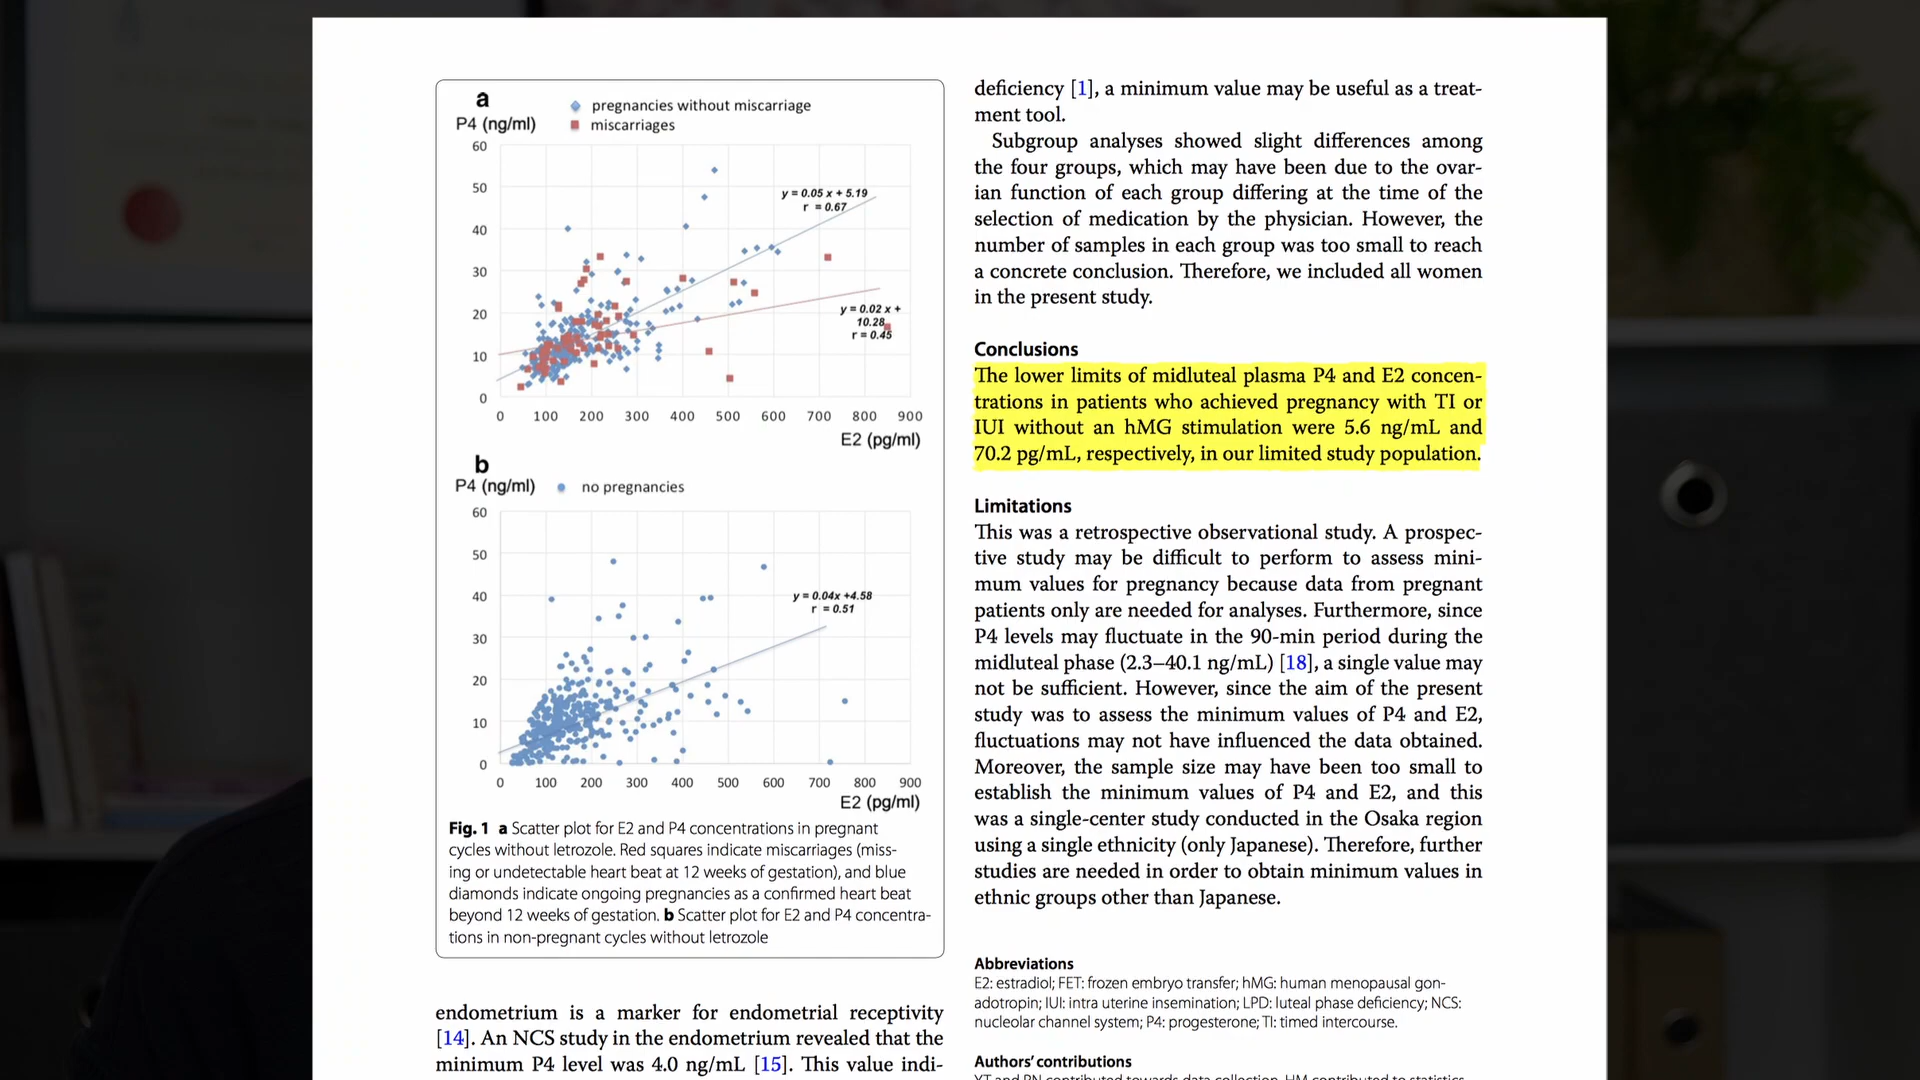 a
P4 (ng/ml)
pregnancies without miscarriage
miscarriages
60
50
40
30
20
10
0
y = 0.05 x + 5.19
r = 0.67
y = 0.02 x +
10.28
r = 0.45
0 100 200 300 400 500 600 700 800 900
E2 (pg/ml)
b
P4 (ng/ml)
no pregnancies
60
50
40
30
20
10
0
y = 0.04x +4.58
r = 0.51
0 100 200 300 400 500 600 700 800 900
E2 (pg/ml)
Fig. 1 a Scatter plot for E2 and P4 concentrations in pregnant
cycles without letrozole. Red squares indicate miscarriages (miss-
ing or undetectable heart beat at 12 weeks of gestation), and blue
diamonds indicate ongoing pregnancies as a confirmed heart beat
beyond 12 weeks of gestation. b Scatter plot for E2 and P4 concentra-
tions in non-pregnant cycles without letrozole
endometrium is a marker for endometrial receptivity
[14]. An NCS study in the endometrium revealed that the
minimum P4 level was 4.0 ng/mL [15]. This value indi-
deficiency [1], a minimum value may be useful as a treat-
ment tool.
Subgroup analyses showed slight differences among
the four groups, which may have been due to the ovar-
ian function of each group differing at the time of the
selection of medication by the physician. However, the
number of samples in each group was too small to reach
a concrete conclusion. Therefore, we included all women
in the present study.
Conclusions
The lower limits of midluteal plasma P4 and E2 concen-
trations in patients who achieved pregnancy with TI or
IUI without an hMG stimulation were 5.6 ng/mL and
70.2 pg/mL, respectively, in our limited study population.
Limitations
This was a retrospective observational study. A prospec-
tive study may be difficult to perform to assess mini-
mum values for pregnancy because data from pregnant
patients only are needed for analyses. Furthermore, since
P4 levels may fluctuate in the 90-min period during the
midluteal phase (2.3–40.1 ng/mL) [18], a single value may
not be sufficient. However, since the aim of the present
study was to assess the minimum values of P4 and E2,
fluctuations may not have influenced the data obtained.
Moreover, the sample size may have been too small to
establish the minimum values of P4 and E2, and this
was a single-center study conducted in the Osaka region
using a single ethnicity (only Japanese). Therefore, further
studies are needed in order to obtain minimum values in
ethnic groups other than Japanese.
Abbreviations
E2: estradiol; FET: frozen embryo transfer; hMG: human menopausal gon-
adotropin; IUI: intra uterine insemination; LPD: luteal phase deficiency; NCS:
nucleolar channel system; P4: progesterone; TI: timed intercourse.
Authors' contributions
YT and RN contributed towards data collection. HM contributed to statistics